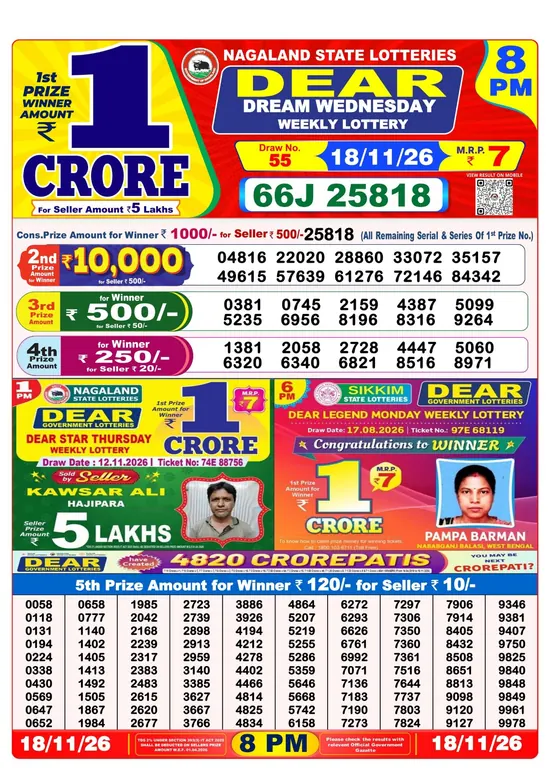 1st
PRIZE
WINNER
AMOUNT
₹ 1
CRORE
For Seller Amount ₹5 Lakhs
NAGALAND STATE LOTTERIES
DEAR
DREAM WEDNESDAY
WEEKLY LOTTERY
8
PM
Draw No.
55
18/11/26
M.R.P.
₹ 7
66J 25818
VIEW RESULT ON MOBILE
Cons.Prize Amount for Winner ₹ 1000/- for Seller ₹ 500/- 25818 (All Remaining Serial & Series Of 1st Prize No.)
2nd
Prize
Amount
for Winner
₹10,000
for Seller ₹ 500/-
04816 22020 28860 33072 35157
49615 57639 61276 72146 84342
3rd
Prize
Amount
for Winner
₹ 500/-
for Seller ₹ 50/-
0381 0745 2159 4387 5099
5235 6956 8196 8316 9264
4th
Prize
Amount
for Winner
₹ 250/-
for Seller ₹ 20/-
1381 2058 2728 4447 5060
6320 6340 6821 8516 8971
1
PM
NAGALAND
STATE LOTTERIES
DEAR
GOVERNMENT LOTTERIES
DEAR STAR THURSDAY
WEEKLY LOTTERY
1st Prize
Amount for
Winner
₹ 1
CRORE
M.R.P.
₹7
Draw Date : 12.11.2026 | Ticket No: 74E 88756
Sold by Seller
KAWSAR ALI
HAJIPARA
Seller
Prize
Amount
₹ 5 LAKHS
6
PM
SIKKIM
STATE LOTTERIES
DEAR
GOVERNMENT LOTTERIES
DEAR LEGEND MONDAY WEEKLY LOTTERY
Draw Date: 17.08.2026 | Ticket No.: 97E 68119
Congratulations to WINNER
1st Prize
Amount for
Winner
₹ 1
CRORE
M.R.P.
₹7
PAMPA BARMAN
NARABGANJ BALASI, WEST BENGAL
DEAR
GOVERNMENT LOTTERIES
have Created
4820 CROREPATIS
YOU MAY BE
NEXT
CROREPATI?
5th Prize Amount for Winner ₹ 120/- for Seller ₹ 10/-
0058 0658 1985 2723 3886 4864 6272 7297 7906 9346
0118 0777 2042 2739 3926 5207 6293 7306 7914 9381
0131 1140 2168 2898 4194 5219 6626 7350 8405 9407
0194 1402 2239 2913 4212 5255 6761 7360 8432 9750
0224 1405 2317 2959 4278 5286 6992 7361 8508 9825
0338 1413 2383 3140 4402 5359 7071 7516 8651 9840
0430 1492 2483 3385 4466 5646 7136 7644 8813 9848
0569 1505 2615 3627 4814 5668 7183 7737 9098 9849
0647 1867 2620 3667 4825 5742 7190 7803 9120 9961
0652 1984 2677 3766 4834 6158 7273 7824 9127 9978
18/11/26
8 PM
Please check the results with
relevant Official Government
Gazette
18/11/26